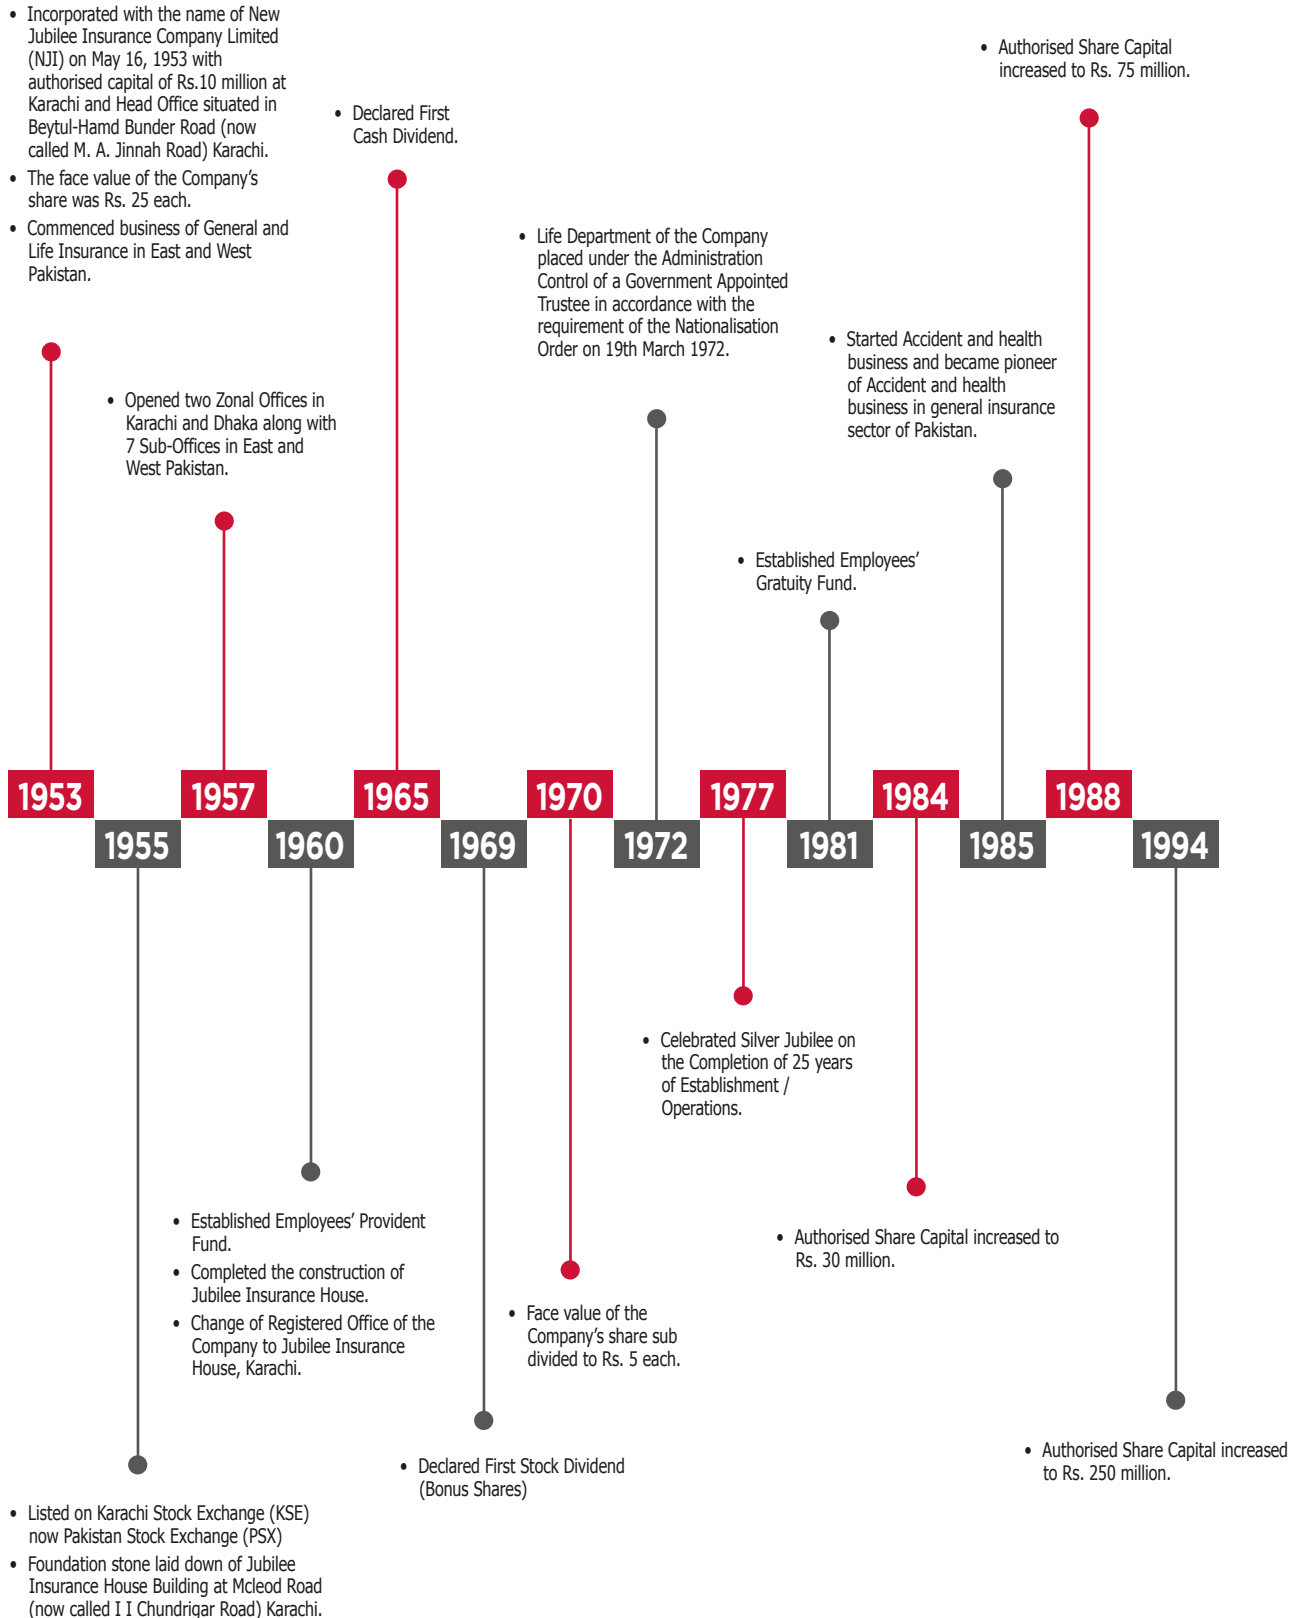 • Incorporated with the name of New
Jubilee Insurance Company Limited
(NJI) on May 16, 1953 with
authorised capital of Rs.10 million at
Karachi and Head Office situated in
Beytul-Hamd Bunder Road (now
called M. A. Jinnah Road) Karachi.
• The face value of the Company's
share was Rs. 25 each.
• Commenced business of General and
Life Insurance in East and West
Pakistan.
• Opened two Zonal Offices in
Karachi and Dhaka along with
7 Sub-Offices in East and
West Pakistan.
• Declared First
Cash Dividend.
• Life Department of the Company
placed under the Administration
Control of a Government Appointed
Trustee in accordance with the
requirement of the Nationalisation
Order on 19th March 1972.
• Established Employees'
Gratuity Fund.
• Started Accident and health
business and became pioneer
of Accident and health
business in general insurance
sector of Pakistan.
• Authorised Share Capital
increased to Rs. 75 million.
1953
1957
1965
1970
1977
1984
1988
1955
1960
1969
1972
1981
1985
1994
• Listed on Karachi Stock Exchange (KSE)
now Pakistan Stock Exchange (PSX)
• Foundation stone laid down of Jubilee
Insurance House Building at Mcleod Road
(now called I I Chundrigar Road) Karachi.
• Established Employees' Provident
Fund.
• Completed the construction of
Jubilee Insurance House.
• Change of Registered Office of the
Company to Jubilee Insurance
House, Karachi.
• Declared First Stock Dividend
(Bonus Shares)
• Face value of the
Company's share sub
divided to Rs. 5 each.
• Celebrated Silver Jubilee on
the Completion of 25 years
of Establishment /
Operations.
• Authorised Share Capital increased to
Rs. 30 million.
• Authorised Share Capital increased
to Rs. 250 million.